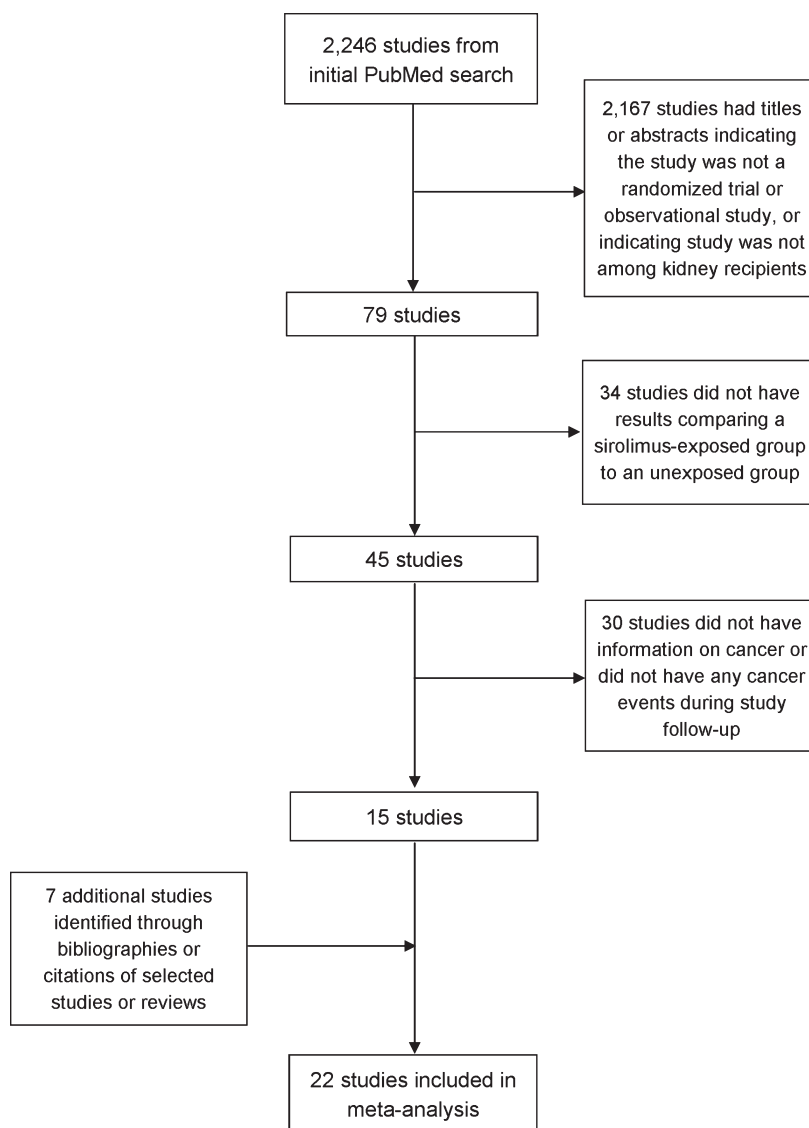 2,246 studies from
initial PubMed search
2,167 studies had titles
or abstracts indicating
the study was not a
randomized trial or
observational study, or
indicating study was not
among kidney recipients
79 studies
34 studies did not have
results comparing a
sirolimus-exposed group
to an unexposed group
45 studies
30 studies did not have
information on cancer or
did not have any cancer
events during study
follow-up
15 studies
7 additional studies
identified through
bibliographies or
citations of selected
studies or reviews
22 studies included in
meta-analysis